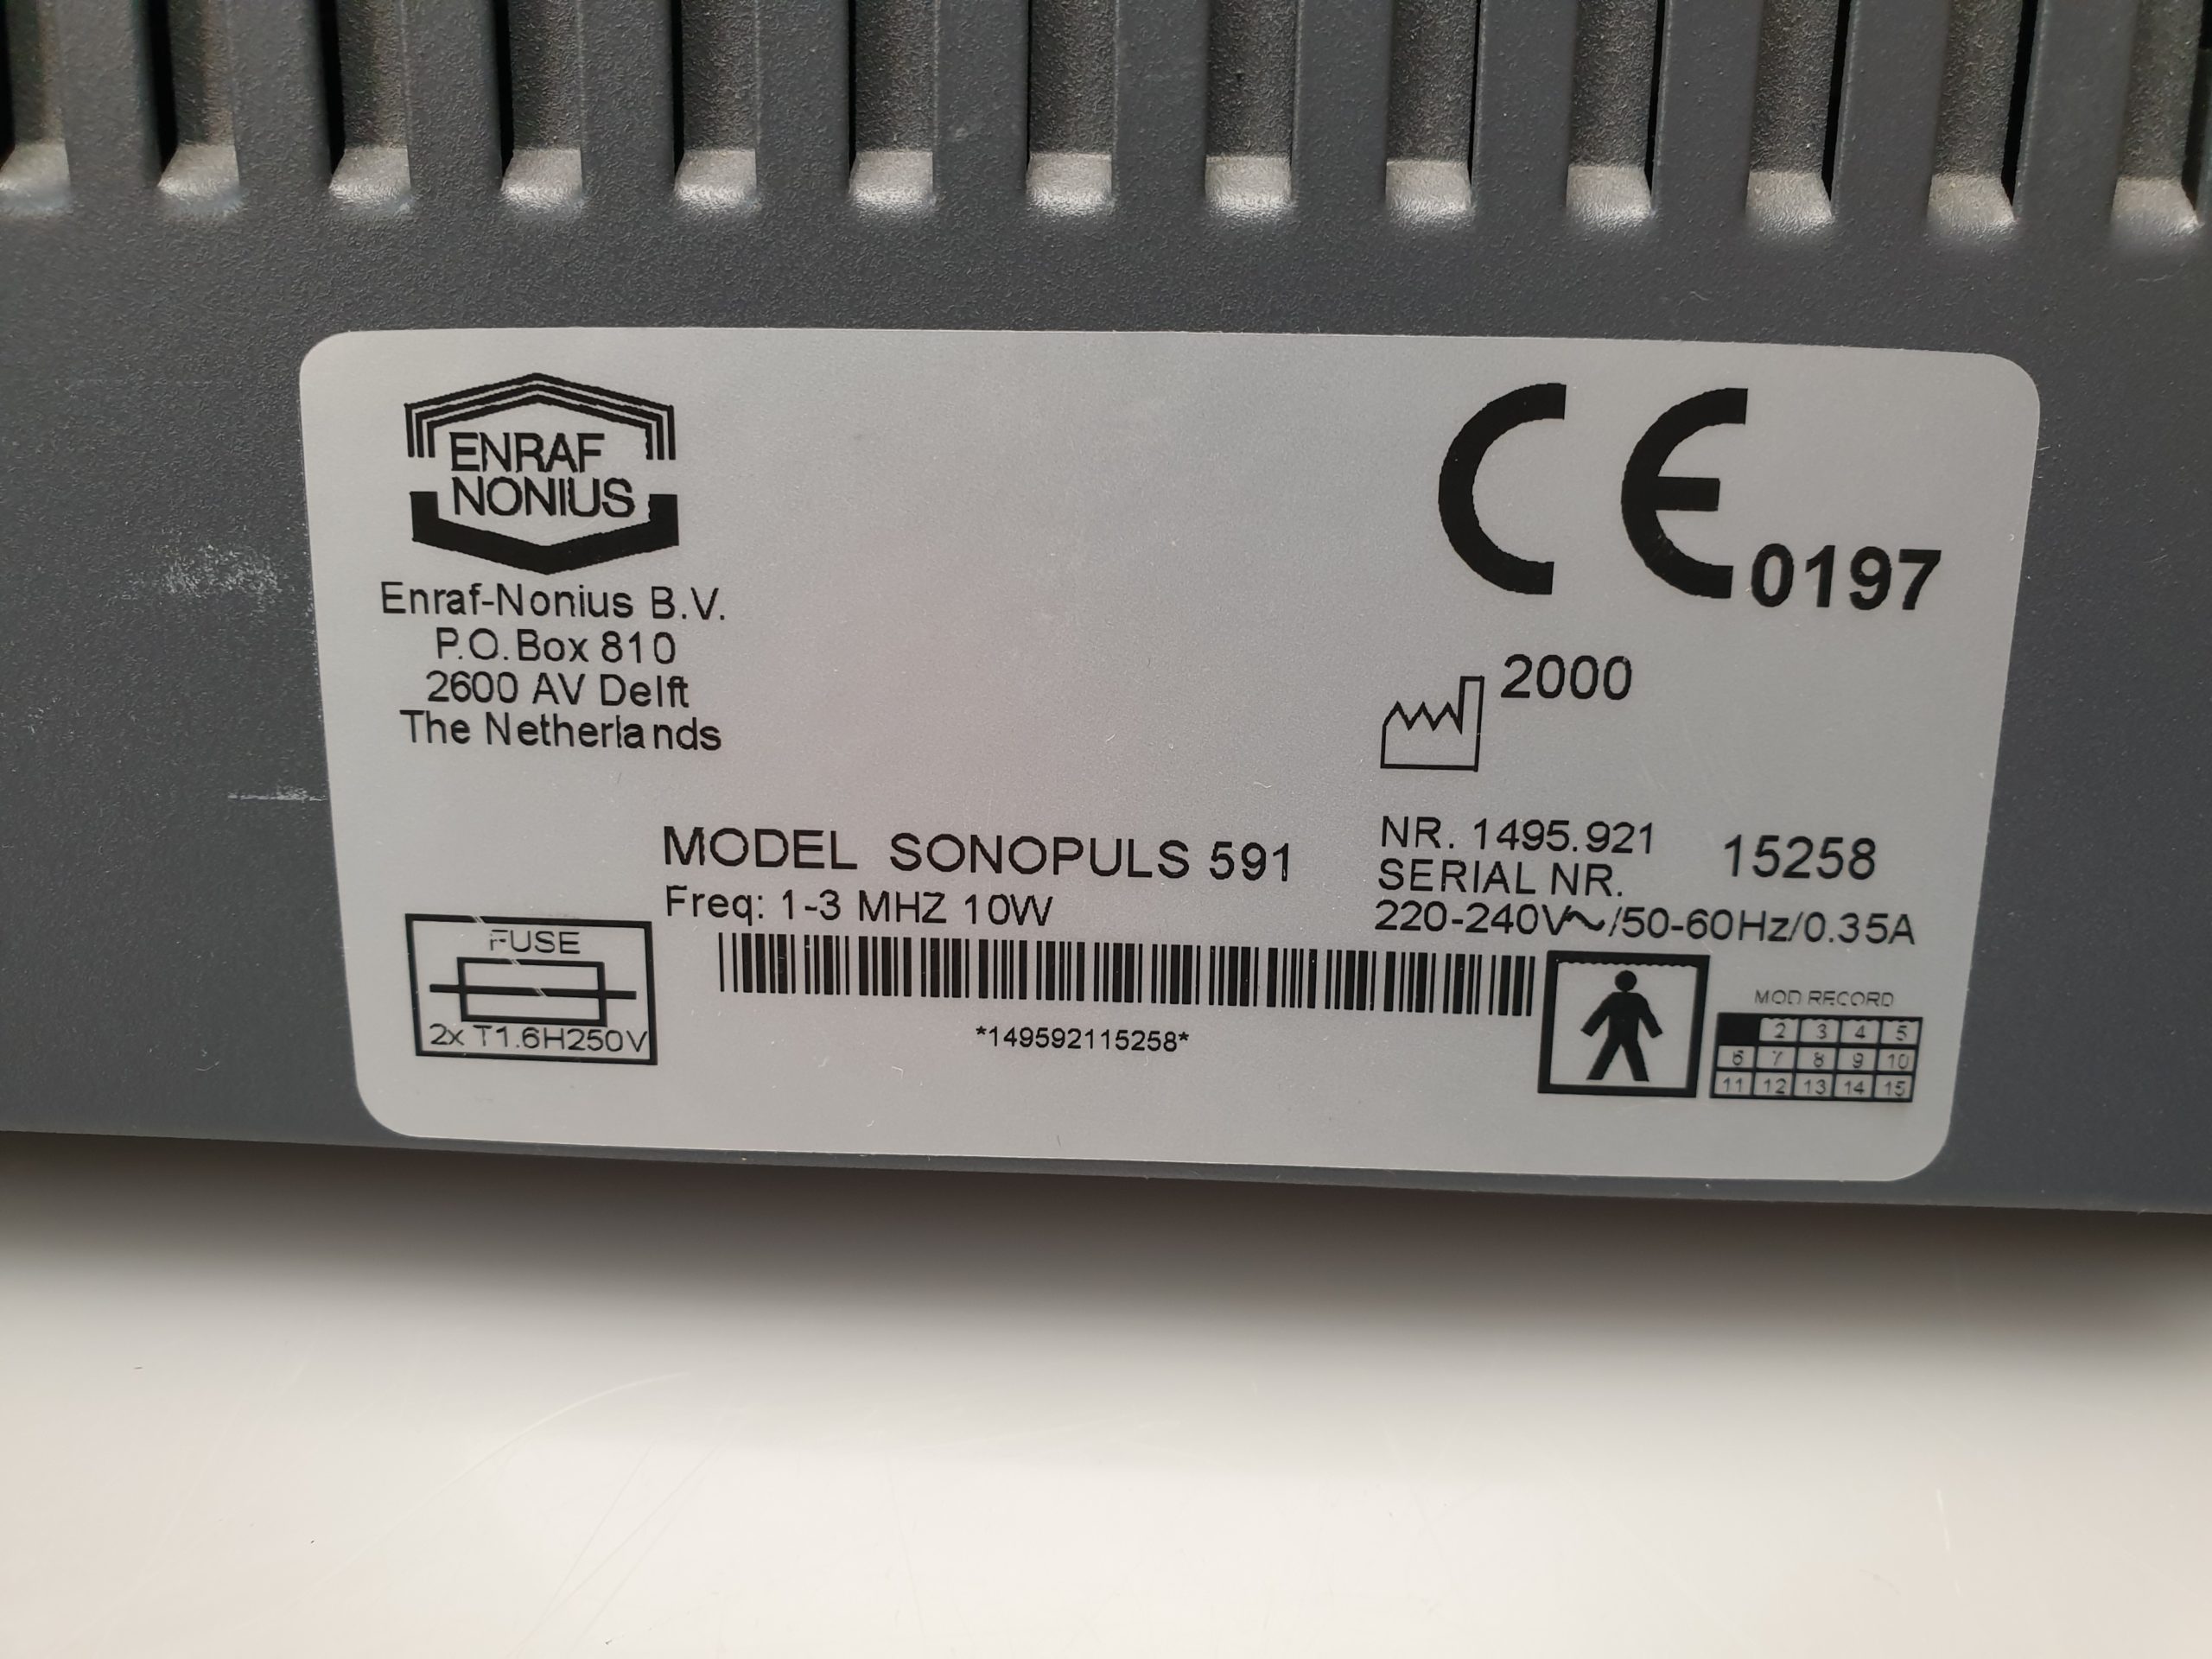 ENRAF
NONIUS
Enraf-Nonius B.V.
P.O. Box 810
2600 AV Delft
The Netherlands
CE 0197
2000
MODEL SONOPULS 591
Freq: 1-3 MHZ 10W
NR. 1495.921
SERIAL NR. 15258
220-240V~/50-60Hz/0.35A
FUSE
2x T1.6H250V
*149592115258*
MOD RECORD
2 3 4 5
6 7 8 9 10
11 12 13 14 15